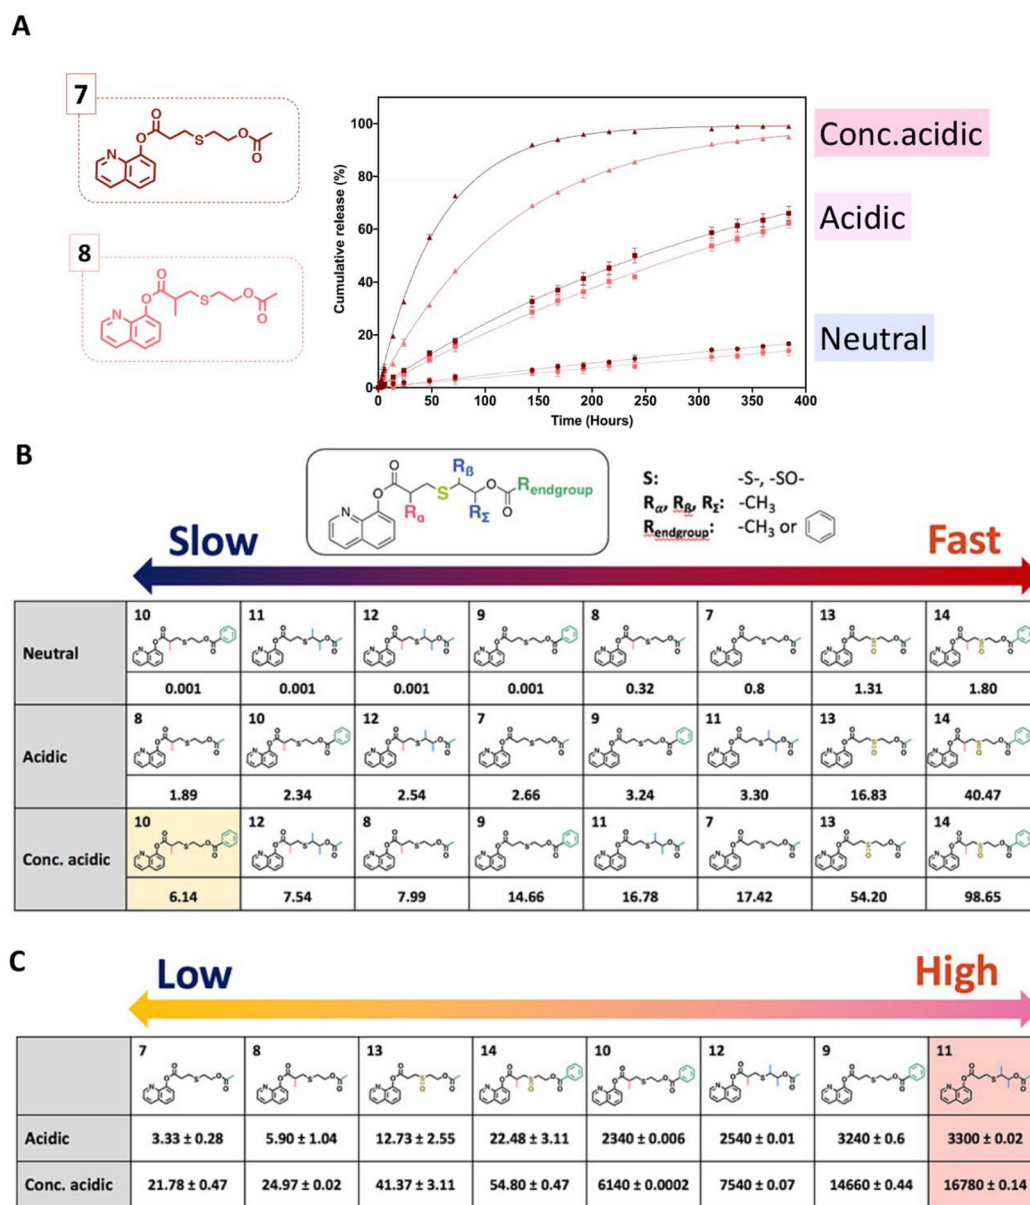 A
7
8
Cumulative release (%)
100
80
60
40
20
0
0 50 100 150 200 250 300 350 400
Time (Hours)
Conc.acidic
Acidic
Neutral
B
R_ß
R_α
R_Σ
R_endgroup
S: -S-, -SO-
R_α, R_ß, R_Σ: -CH₃
R_endgroup: -CH₃ or
Slow Fast
Neutral
10 11 12 9 8 7 13 14
0.001 0.001 0.001 0.001 0.32 0.8 1.31 1.80
Acidic
8 10 12 7 9 11 13 14
1.89 2.34 2.54 2.66 3.24 3.30 16.83 40.47
Conc. acidic
10 12 8 9 11 7 13 14
6.14 7.54 7.99 14.66 16.78 17.42 54.20 98.65
C
Low High
7 8 13 14 10 12 9 11
Acidic 3.33 ± 0.28 5.90 ± 1.04 12.73 ± 2.55 22.48 ± 3.11 2340 ± 0.006 2540 ± 0.01 3240 ± 0.6 3300 ± 0.02
Conc. acidic 21.78 ± 0.47 24.97 ± 0.02 41.37 ± 3.11 54.80 ± 0.47 6140 ± 0.0002 7540 ± 0.07 14660 ± 0.44 16780 ± 0.14